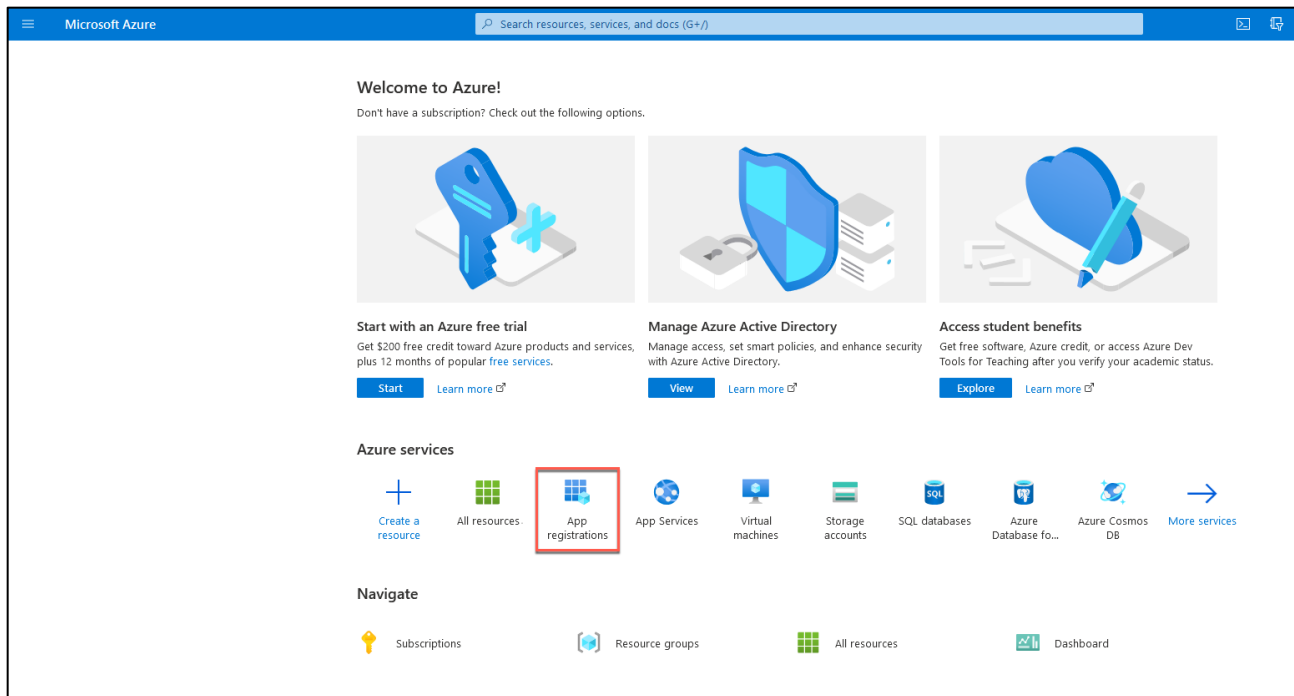 Microsoft Azure
Search resources, services, and docs (G+/)
Welcome to Azure!
Don't have a subscription? Check out the following options.
Start with an Azure free trial
Get $200 free credit toward Azure products and services,
plus 12 months of popular free services.
Start
Learn more
Manage Azure Active Directory
Manage access, set smart policies, and enhance security
with Azure Active Directory.
View
Learn more
Access student benefits
Get free software, Azure credit, or access Azure Dev
Tools for Teaching after you verify your academic status.
Explore
Learn more
Azure services
Create a
resource
All resources
App
registrations
App Services
Virtual
machines
Storage
accounts
SQL
SQL databases
Azure
Database fo...
Azure Cosmos
DB
More services
Navigate
Subscriptions
Resource groups
All resources
Dashboard